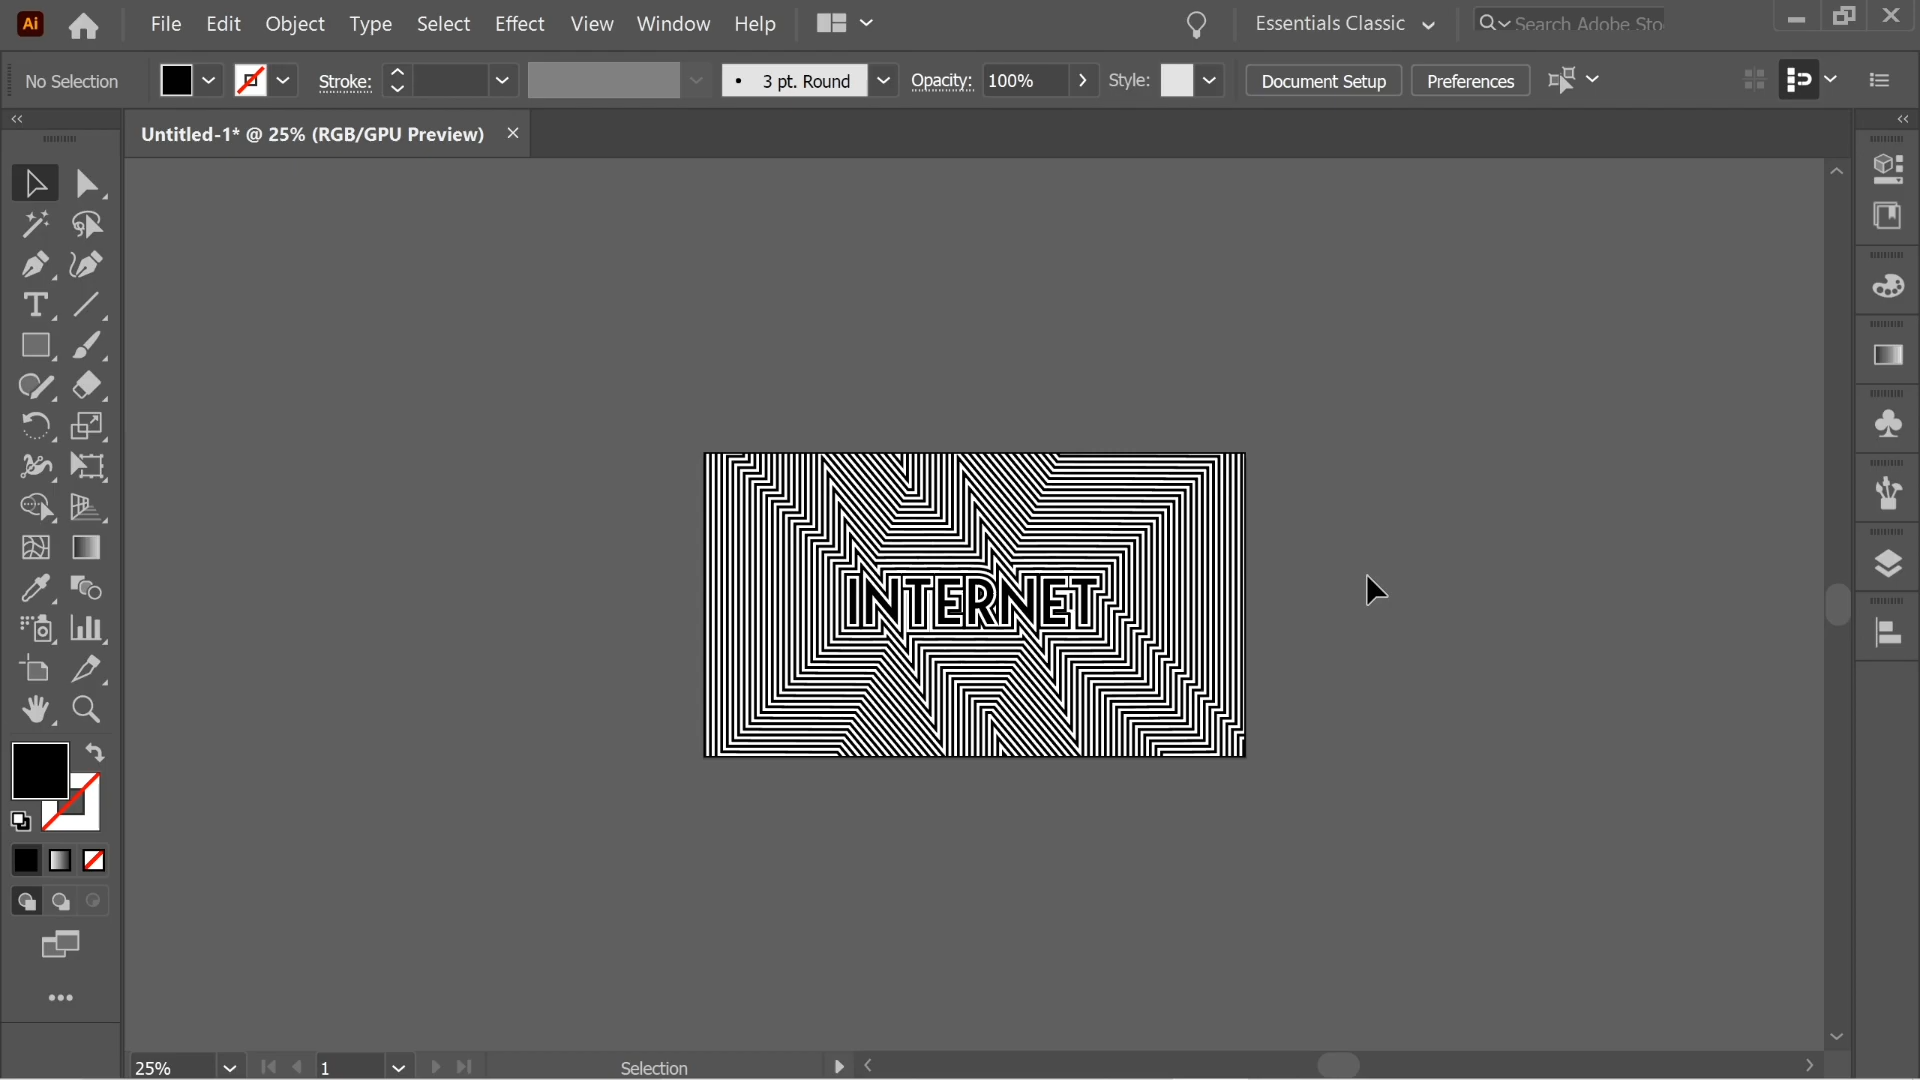 Ai File Edit Object Type Select Effect View Window Help Essentials Classic Search Adobe Sto
No Selection Stroke: 3 pt. Round Opacity: 100% Style: Document Setup Preferences
Untitled-1* @ 25% (RGB/GPU Preview)
INTERNET
25% 1 Selection